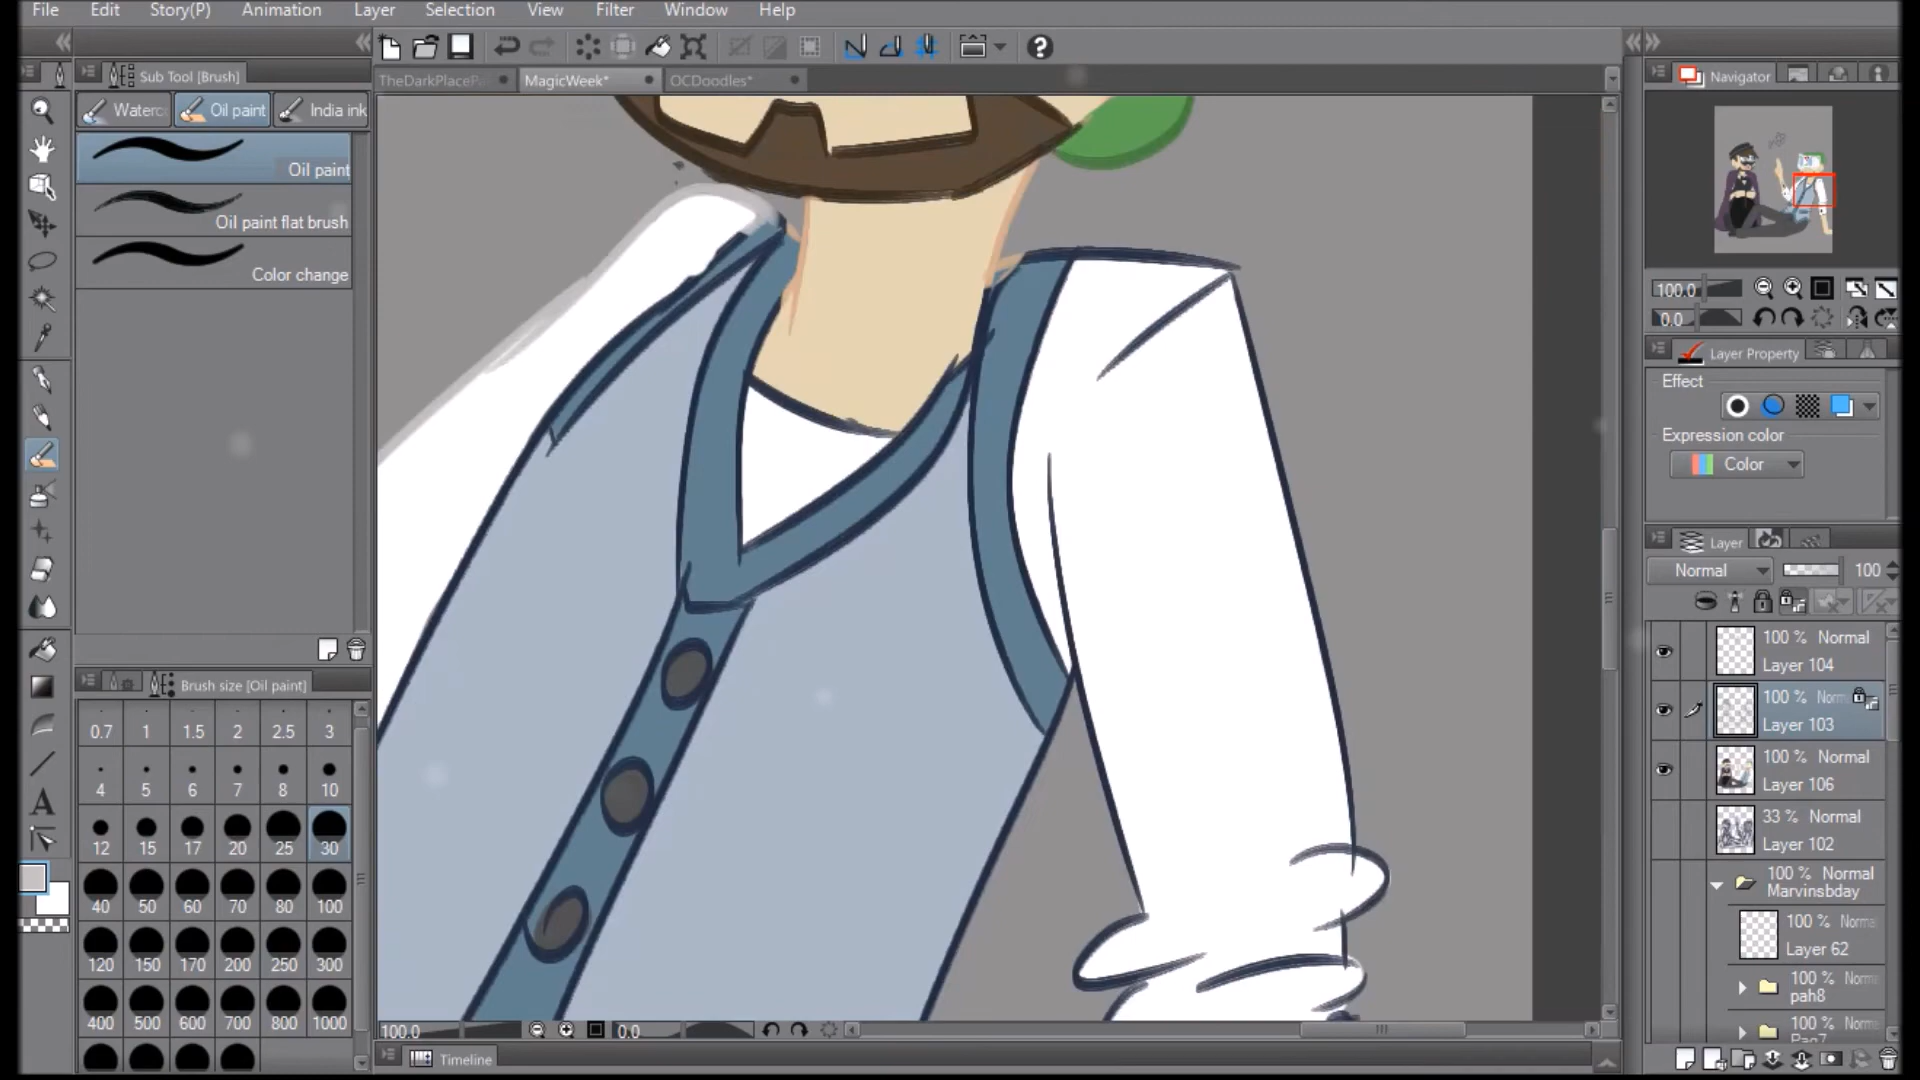 File Edit Story(P) Animation Layer Selection View Filter Window Help
Sub Tool [Brush]
Oil paint India ink
Oil paint
Oil paint flat brush
Color change
MagicWeek* OCDoodles*
Navigator
100.0
0.0
Layer Property
Effect
Expression color
Color
Layer
Normal 100
100 % Normal
Layer 104
100 %
Layer 103
100 % Normal
Layer 106
33 % Normal
Layer 102
100 % Normal
Marvinsbday
100 %
Layer 62
100 %
pah8
100 %
Brush size [Oil paint]
0.7 1 1.5 2 2.5 3
4 5 6 7 8 10
12 15 17 20 25 30
40 50 60 70 80 100
120 150 170 200 250 300
400 500 600 700 800 1000
100.0 0.0
Timeline